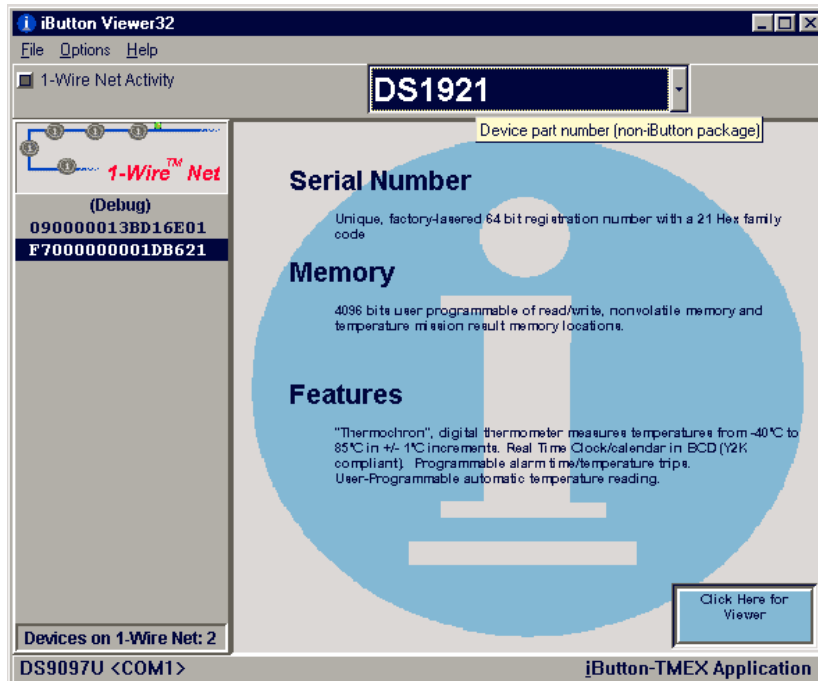 iButton Viewer32
File Options Help
1-Wire Net Activity
DS1921
Device part number (non-iButton package)
1-Wire™ Net
(Debug)
090000013BD16E01
F7000000001DB621
Serial Number
Unique, factory-lasered 64 bit registration number with a 21 Hex family
code
Memory
4096 bits user programmable of read/write, nonvolatile memory and
temperature mission result memory locations.
Features
"Thermochron", digital thermometer measures temperatures from -40°C to
85°C in +/- 1°C increments. Real Time Clock/calendar in BCD (Y2K
compliant). Programmable alarm time/temperature trips.
User-Programmable automatic temperature reading.
Click Here for
Viewer
Devices on 1-Wire Net: 2
DS9097U <COM1>
iButton-TMEX Application